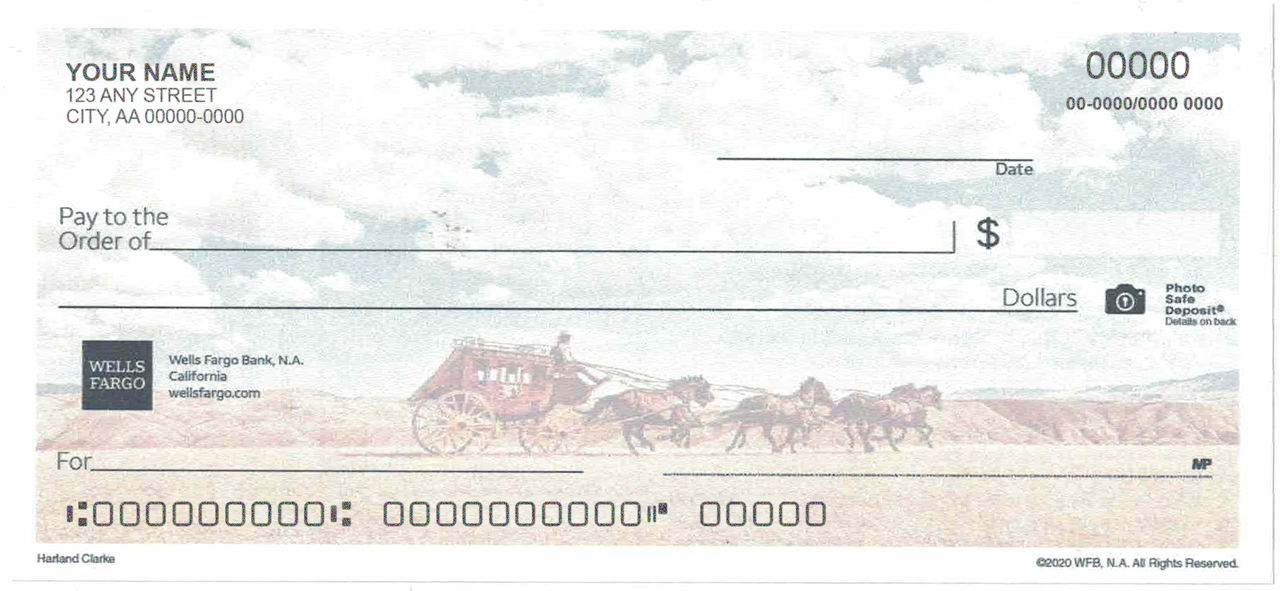 YOUR NAME
123 ANY STREET
CITY, AA 00000-0000
00000
00-0000/0000 0000
Date
Pay to the
Order of
$
Dollars
Photo
Safe
Deposit®
Details on back
WELLS
FARGO
Wells Fargo Bank, N.A.
California
wellsfargo.com
For
MP
⑆000000000⑆ 0000000000⑈ 00000
Harland Clarke
©2020 WFB, N.A. All Rights Reserved.